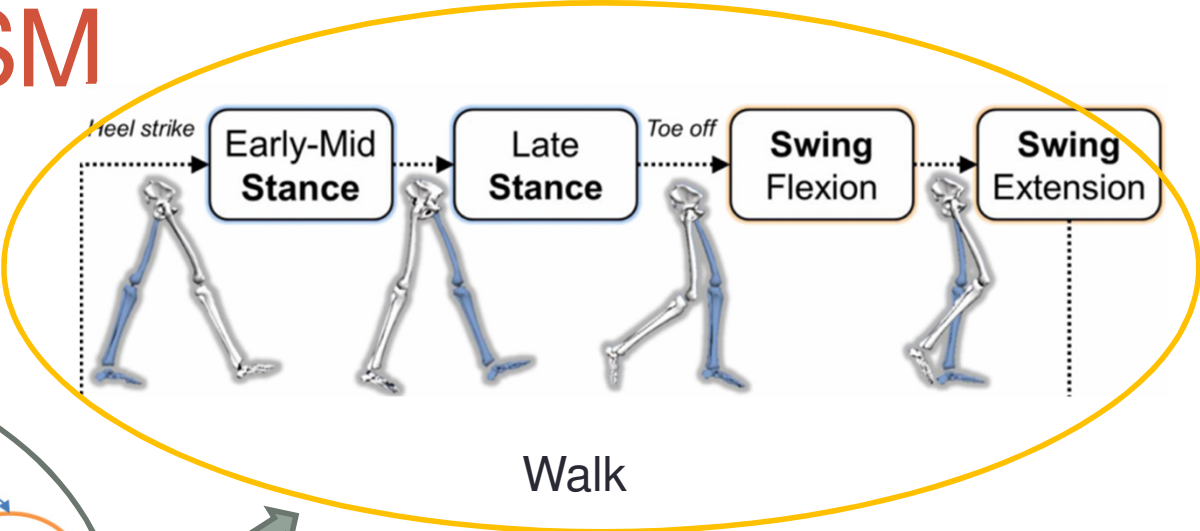 SM
Heel strike
Early-Mid
Stance
Late
Stance
Toe off
Swing
Flexion
Swing
Extension
Walk